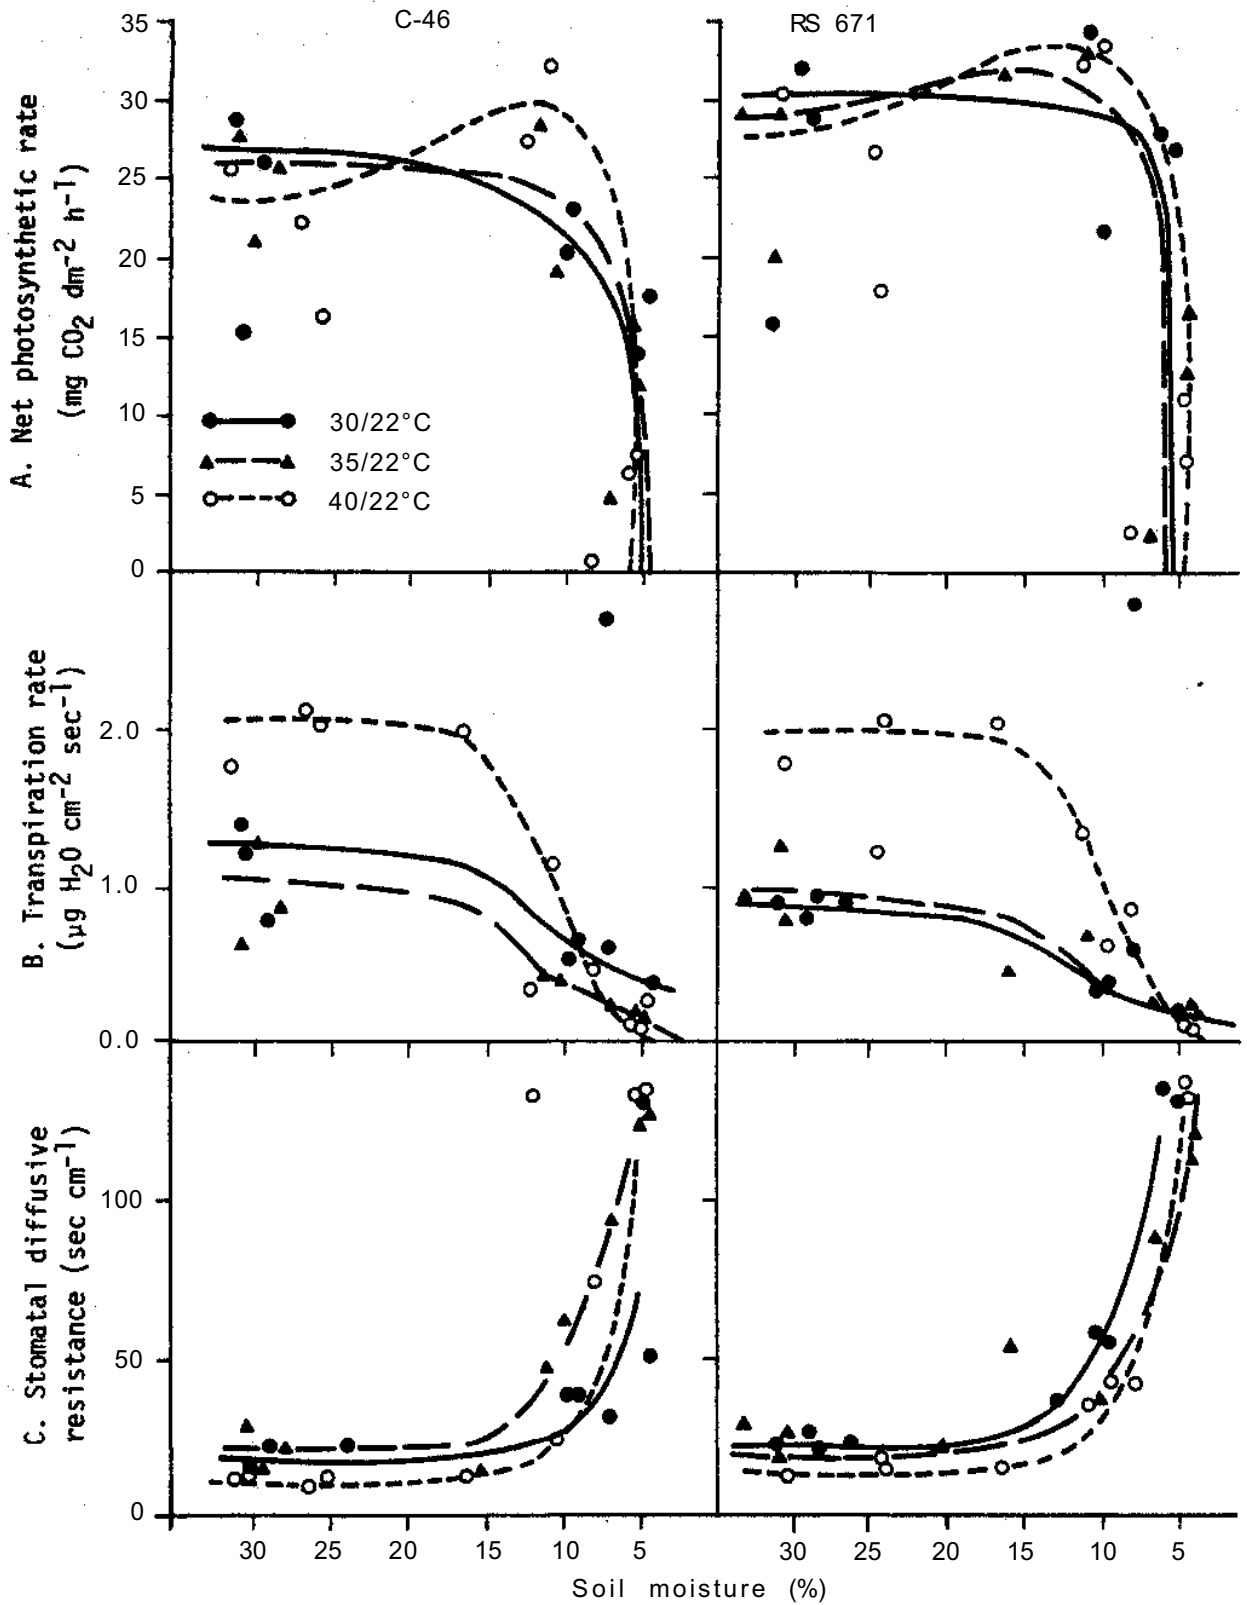 C-46
RS 671
A. Net photosynthetic rate
(mg CO2 dm−2 h−1)
35
30
25
20
15
10
5
0
30/22°C
35/22°C
40/22°C
B. Transpiration rate
(µg H2O cm−2 sec−1)
2.0
1.0
0.0
C. Stomatal diffusive
resistance (sec cm−1)
100
50
0
30 25 20 15 10 5
30 25 20 15 10 5
Soil moisture (%)